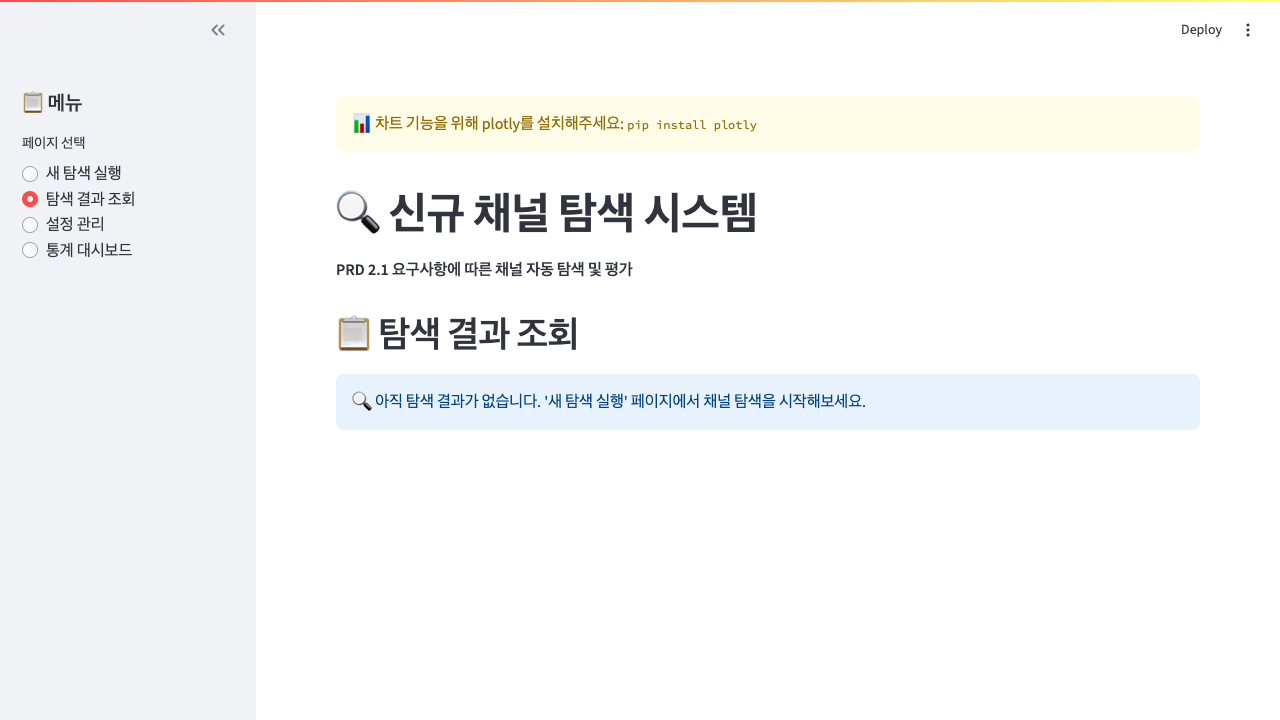 Deploy
📋 메뉴
페이지 선택
새 탐색 실행
탐색 결과 조회
설정 관리
통계 대시보드
📊 차트 기능을 위해 plotly를 설치해주세요: pip install plotly
🔍 신규 채널 탐색 시스템
PRD 2.1 요구사항에 따른 채널 자동 탐색 및 평가
📋 탐색 결과 조회
🔍 아직 탐색 결과가 없습니다. '새 탐색 실행' 페이지에서 채널 탐색을 시작해보세요.